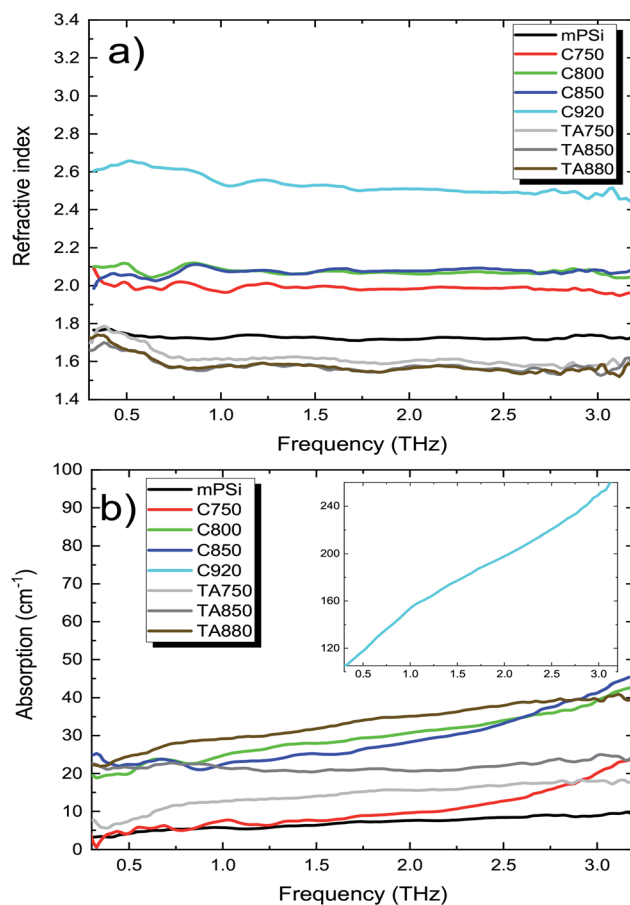 a)
3.4
3.2
3.0
2.8
2.6
2.4
2.2
2.0
1.8
1.6
1.4
Refractive index
mPSi
C750
C800
C850
C920
TA750
TA850
TA880
0.5 1.0 1.5 2.0 2.5 3.0
Frequency (THz)
b)
100
90
80
70
60
50
40
30
20
10
0
Absorption (cm⁻¹)
mPSi
C750
C800
C850
C920
TA750
TA850
TA880
240
200
160
120
0.5 1.0 1.5 2.0 2.5 3.0
0.5 1.0 1.5 2.0 2.5 3.0
Frequency (THz)